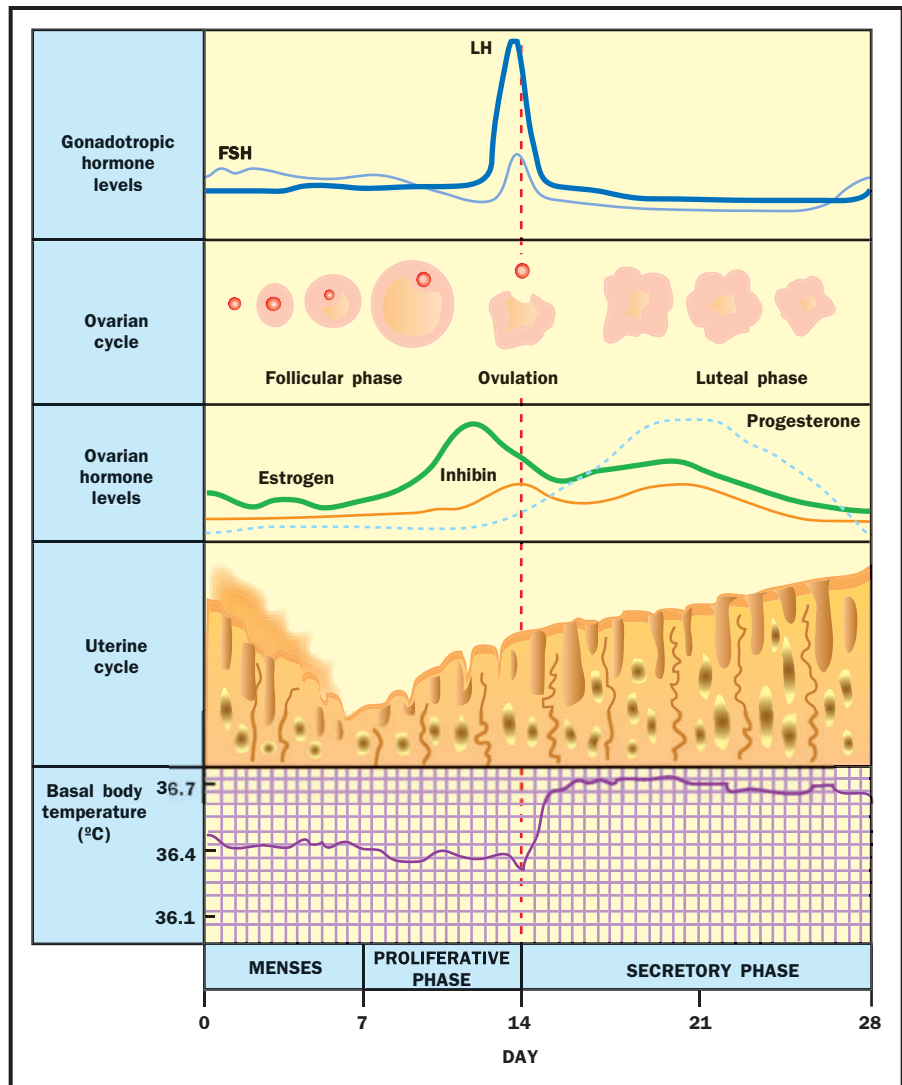 LH
FSH
Gonadotropic
hormone
levels
Ovarian
cycle
Follicular phase
Ovulation
Luteal phase
Ovarian
hormone
levels
Estrogen
Inhibin
Progesterone
Uterine
cycle
Basal body
temperature
(ºC)
36.7
36.4
36.1
MENSES
PROLIFERATIVE
PHASE
SECRETORY PHASE
0
7
14
21
28
DAY